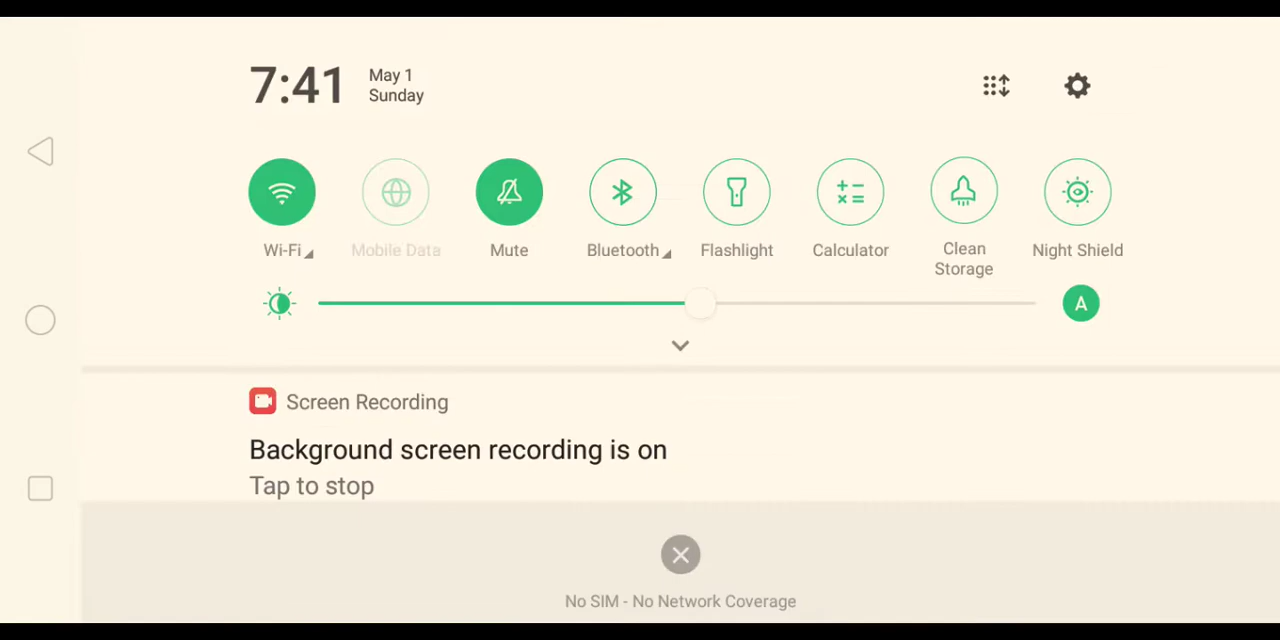 7:41
May 1
Sunday
Wi-Fi
Mobile Data
Mute
Bluetooth
Flashlight
Calculator
Clean
Storage
Night Shield
A
Screen Recording
Background screen recording is on
Tap to stop
No SIM - No Network Coverage